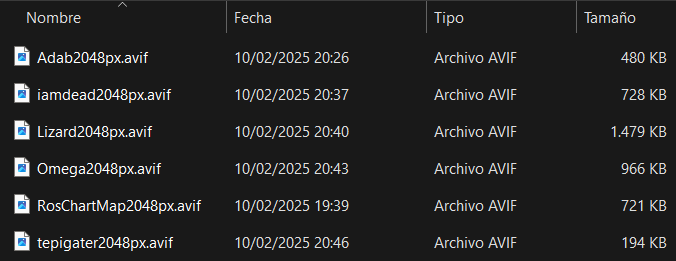 Nombre Fecha Tipo Tamaño
Adab2048px.avif 10/02/2025 20:26 Archivo AVIF 480 KB
iamdead2048px.avif 10/02/2025 20:37 Archivo AVIF 728 KB
Lizard2048px.avif 10/02/2025 20:40 Archivo AVIF 1.479 KB
Omega2048px.avif 10/02/2025 20:43 Archivo AVIF 966 KB
RosChartMap2048px.avif 10/02/2025 19:39 Archivo AVIF 721 KB
tepigater2048px.avif 10/02/2025 20:46 Archivo AVIF 194 KB